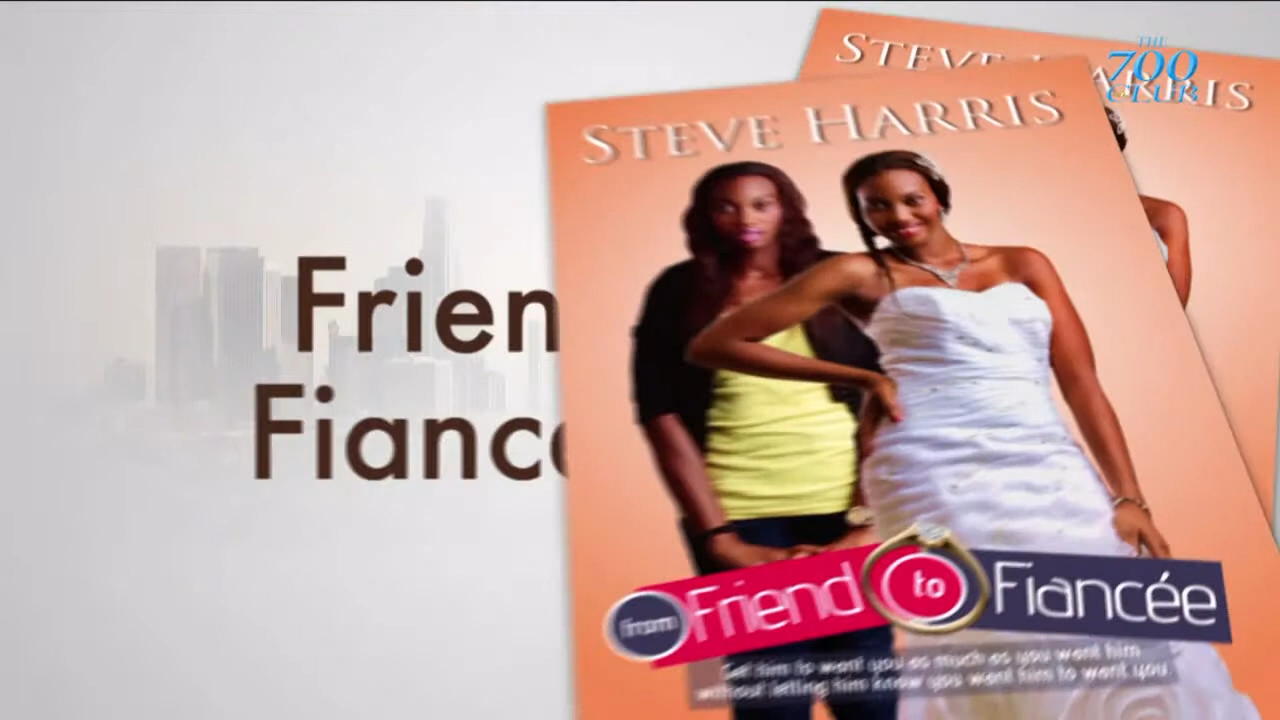 Frien
Fiance
STEVE HARRIS
from Friend to Fiancée
Get him to want you as much as you want him
without letting him know you want him to want you.
STEVE HARRIS
THE
700
CLUB